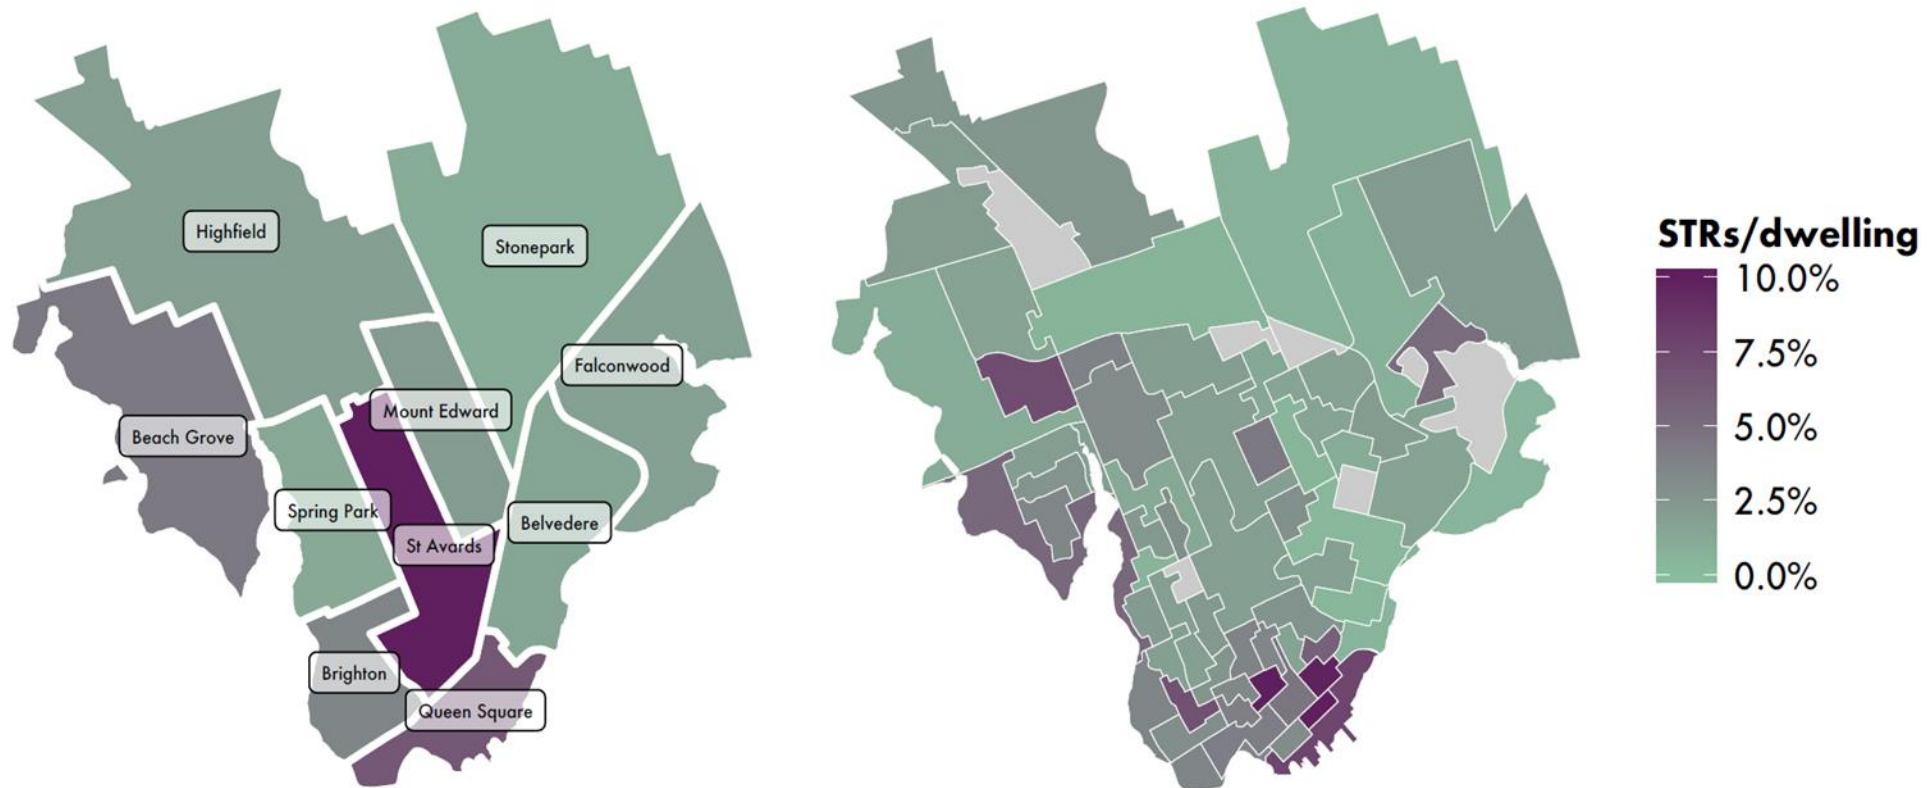 Highfield
Stonepark
Falconwood
Mount Edward
Beach Grove
Spring Park
Belvedere
St Avards
Brighton
Queen Square
STRs/dwelling
10.0%
7.5%
5.0%
2.5%
0.0%